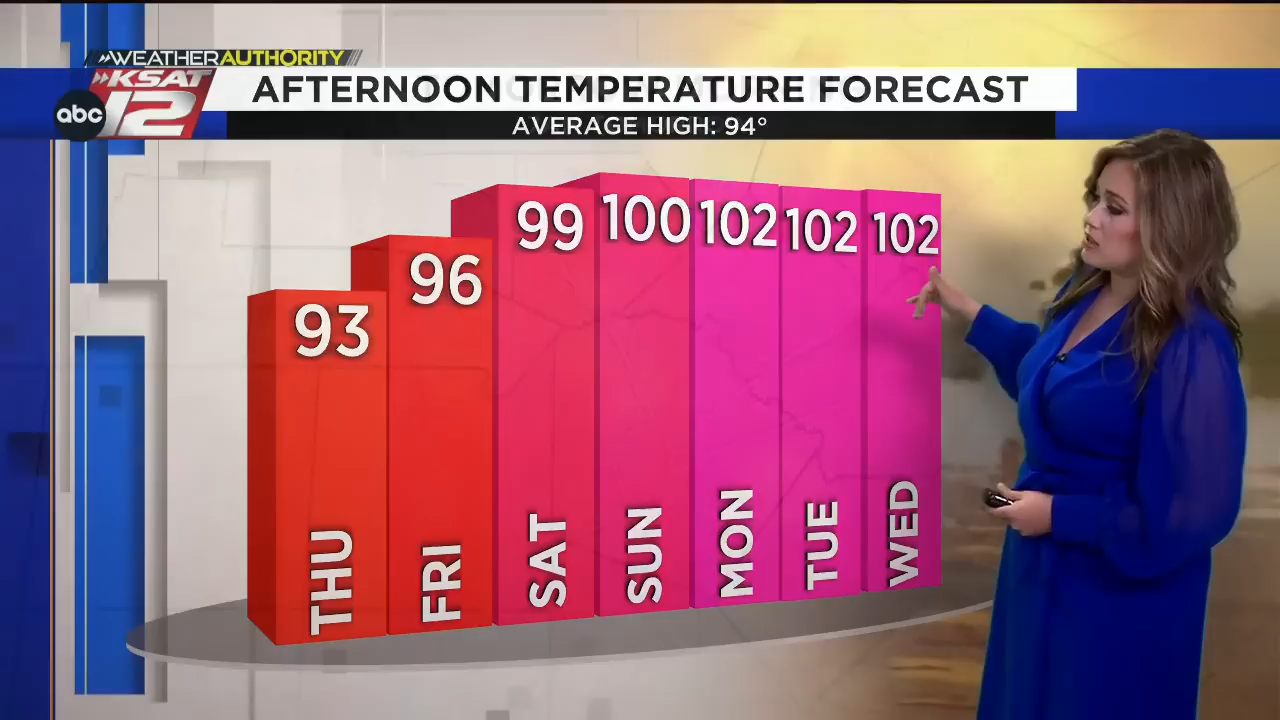 WEATHERAUTHORITY
KSAT
abc 12
AFTERNOON TEMPERATURE FORECAST
AVERAGE HIGH: 94°
93 96 99 100 102 102 102
THU FRI SAT SUN MON TUE WED